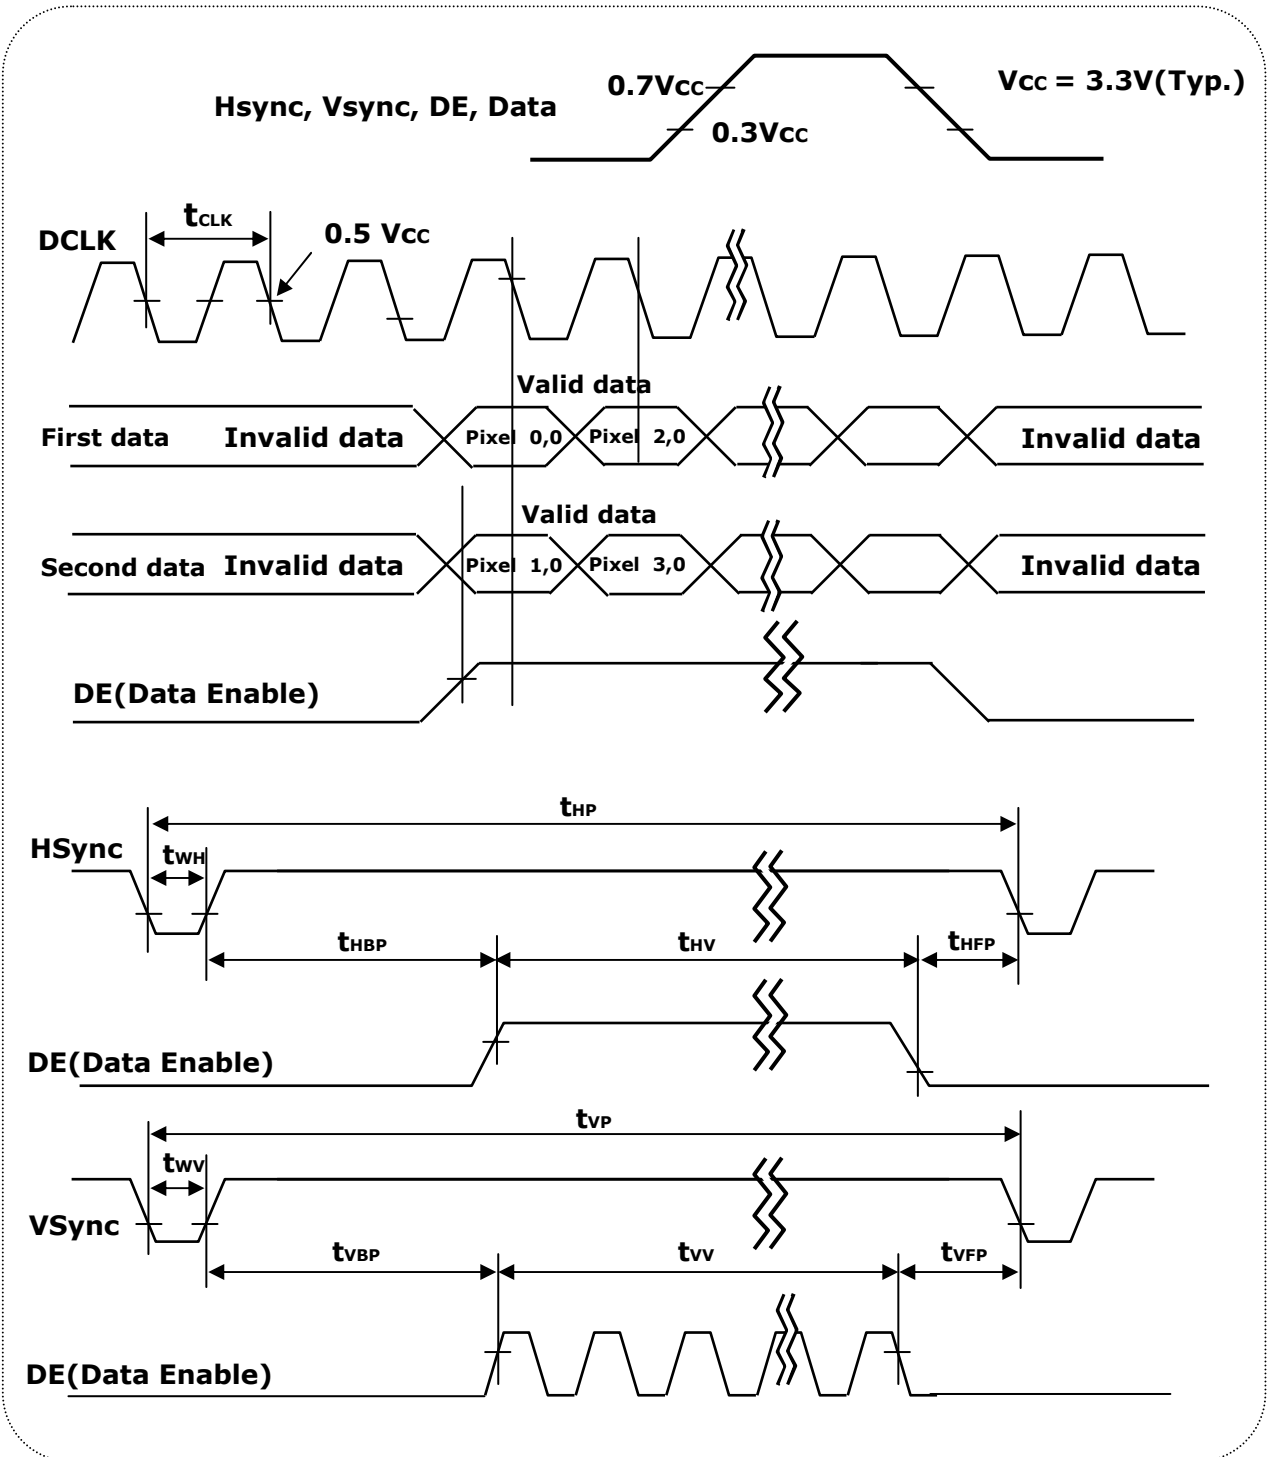 0.7Vcc
Vcc = 3.3V(Typ.)
Hsync, Vsync, DE, Data
0.3Vcc
tCLK
0.5 Vcc
DCLK
Valid data
First data
Invalid data
Pixel 0,0
Pixel 2,0
Invalid data
Valid data
Second data
Invalid data
Pixel 1,0
Pixel 3,0
Invalid data
DE(Data Enable)
tHP
HSync
tWH
tHBP
tHV
tHFP
DE(Data Enable)
tVP
tWV
VSync
tVBP
tVV
tVFP
DE(Data Enable)